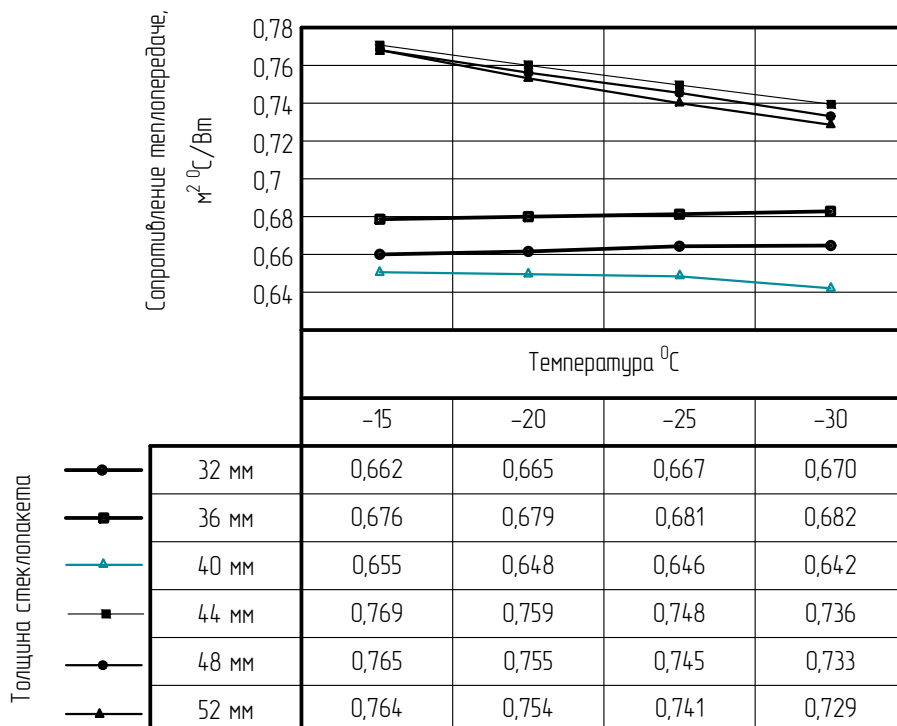 Сопротивление теплопередаче,
м² ⁰С/Вт
0,78
0,76
0,74
0,72
0,7
0,68
0,66
0,64
Температура ⁰С
–15 –20 –25 –30
Толщина стеклопакета
32 мм 0,662 0,665 0,667 0,670
36 мм 0,676 0,679 0,681 0,682
40 мм 0,655 0,648 0,646 0,642
44 мм 0,769 0,759 0,748 0,736
48 мм 0,765 0,755 0,745 0,733
52 мм 0,764 0,754 0,741 0,729